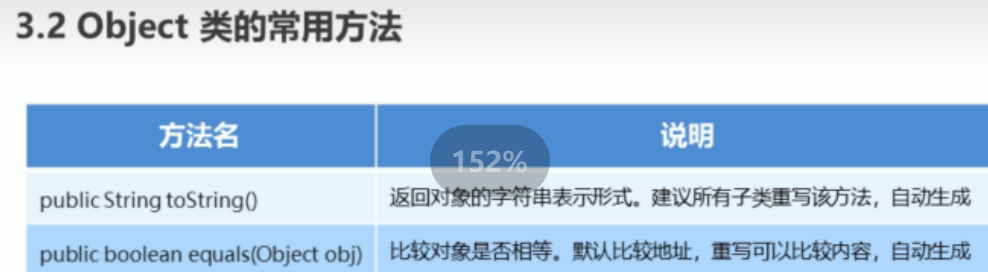 3.2 Object 类的常用方法
方法名 说明
152%
public String toString() 返回对象的字符串表示形式。建议所有子类重写该方法，自动生成
public boolean equals(Object obj) 比较对象是否相等。默认比较地址，重写可以比较内容，自动生成